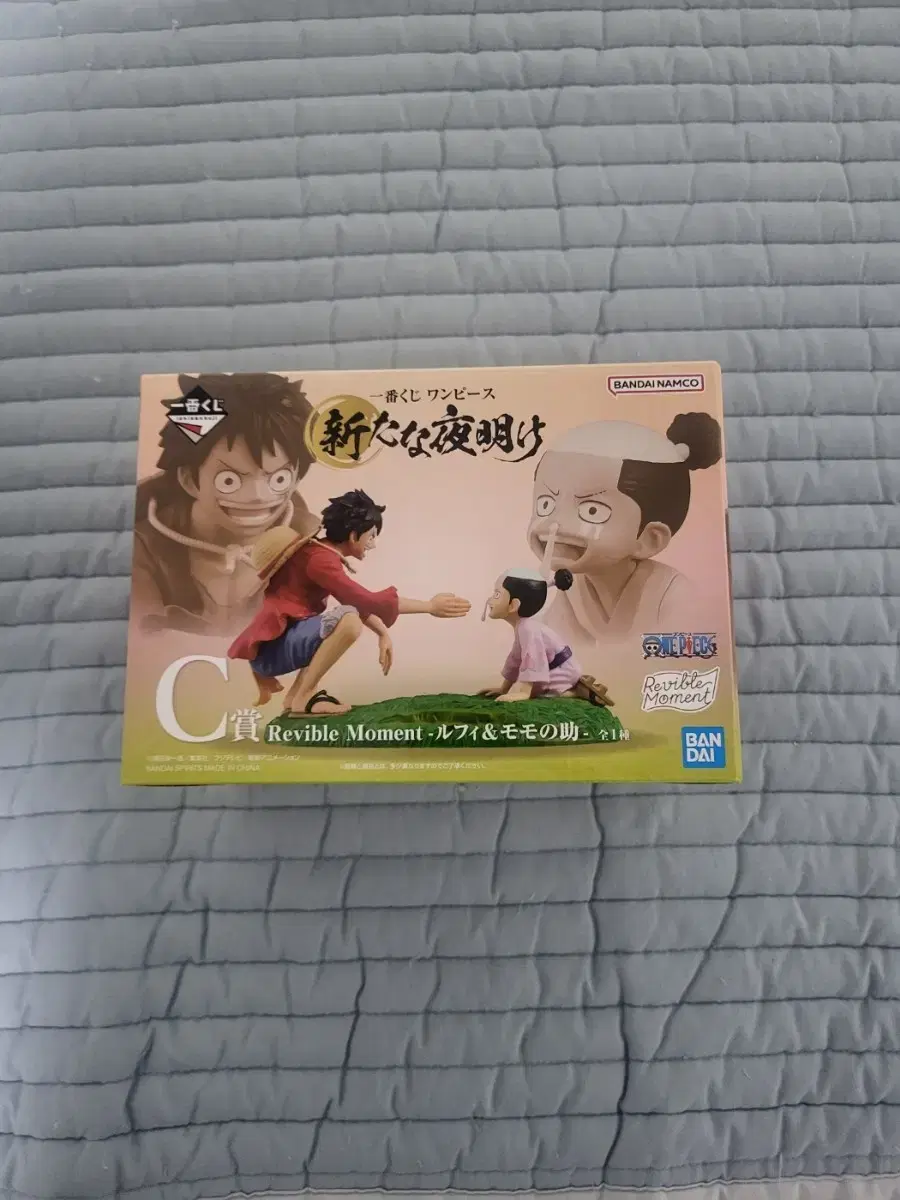 一番くじ
一番くじ ワンピース
新たな夜明け
BANDAI NAMCO
ONE PIECE
Revible
Moment
C賞 Revible Moment -ルフィ&モモの助- 全1種
BANDAI SPIRITS MADE IN CHINA
BAN
DAI